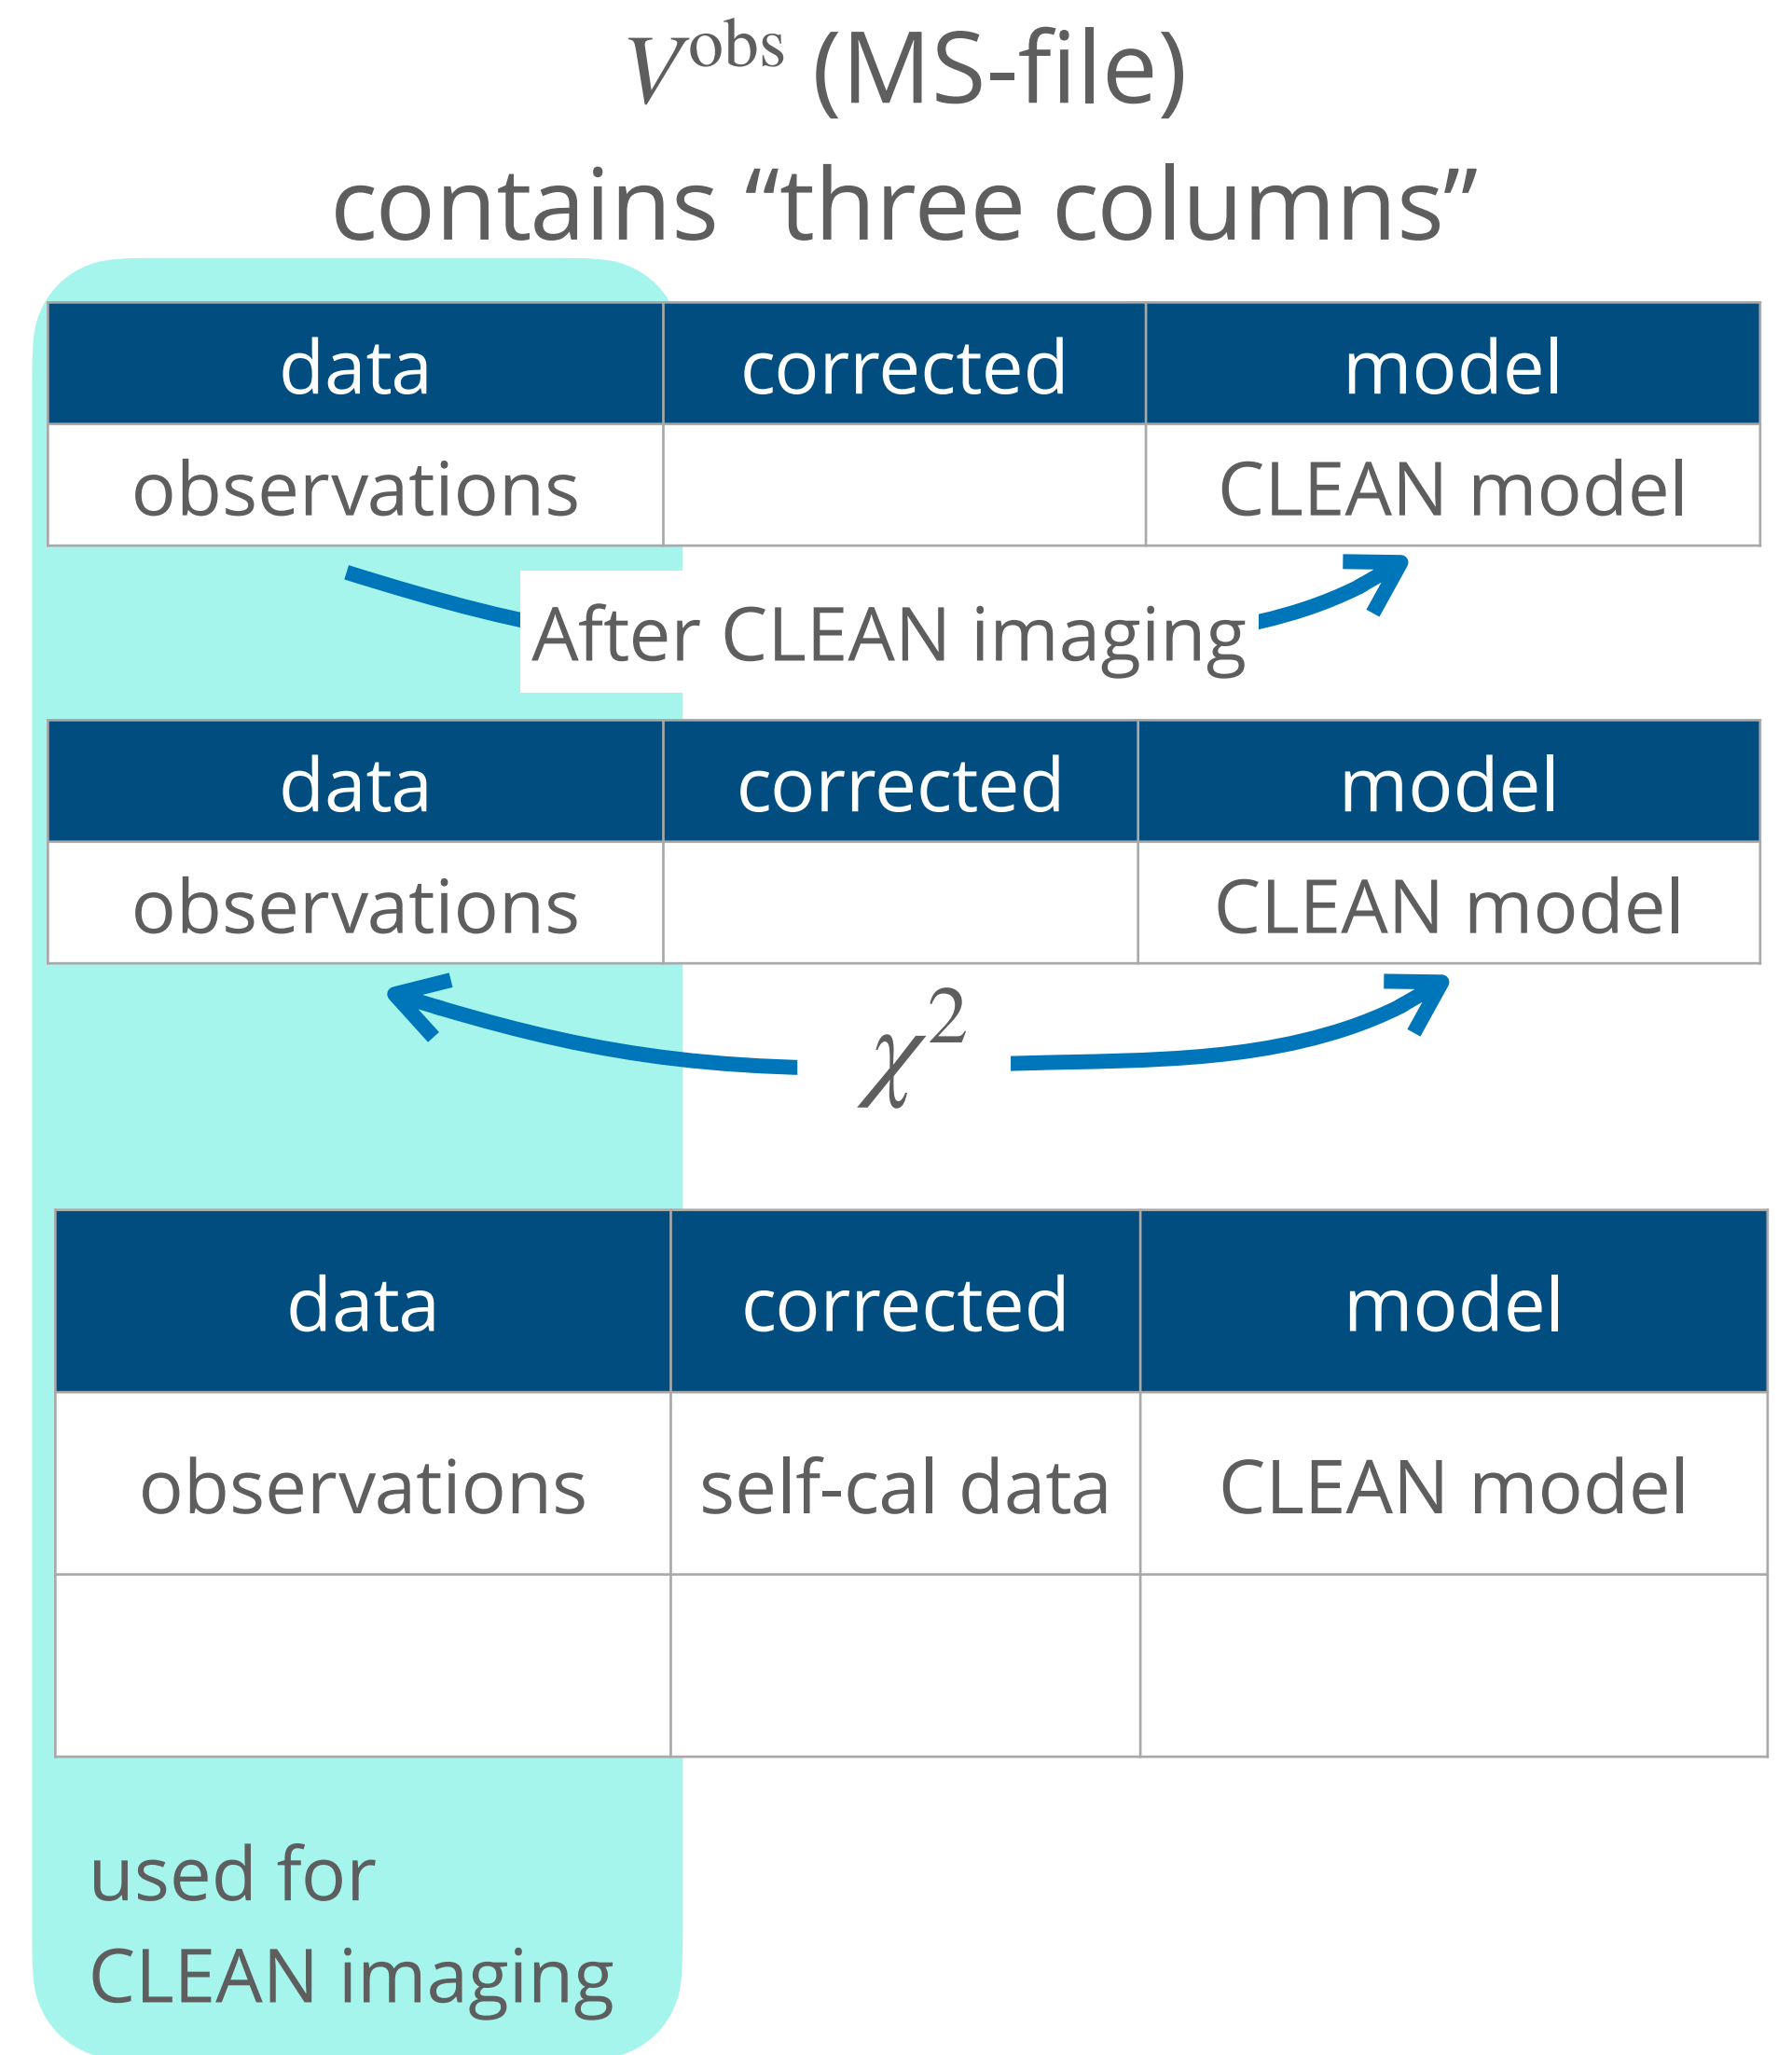 V^obs (MS-file)
contains “three columns”
data corrected model
observations CLEAN model
After CLEAN imaging
data corrected model
observations CLEAN model
χ²
data corrected model
observations self-cal data CLEAN model
used for
CLEAN imaging